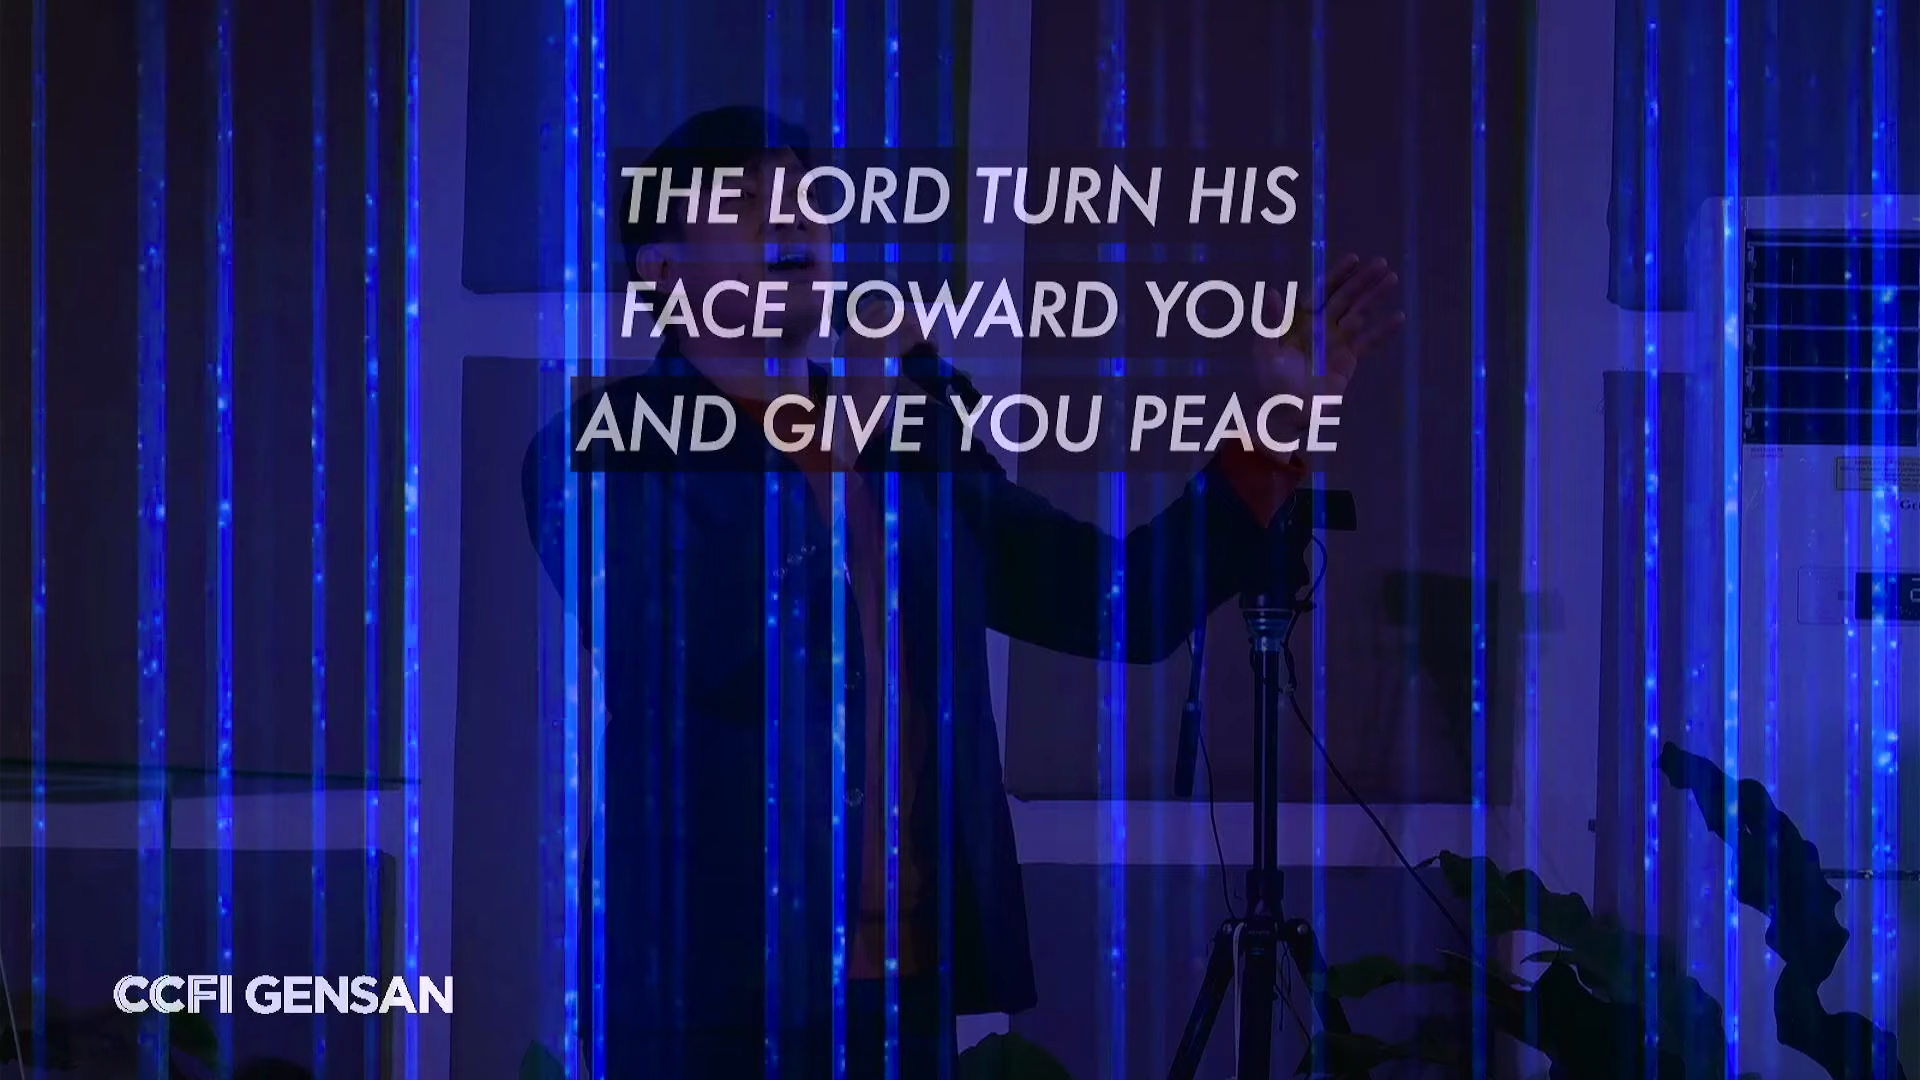 THE LORD TURN HIS
FACE TOWARD YOU
AND GIVE YOU PEACE
CCFI GENSAN